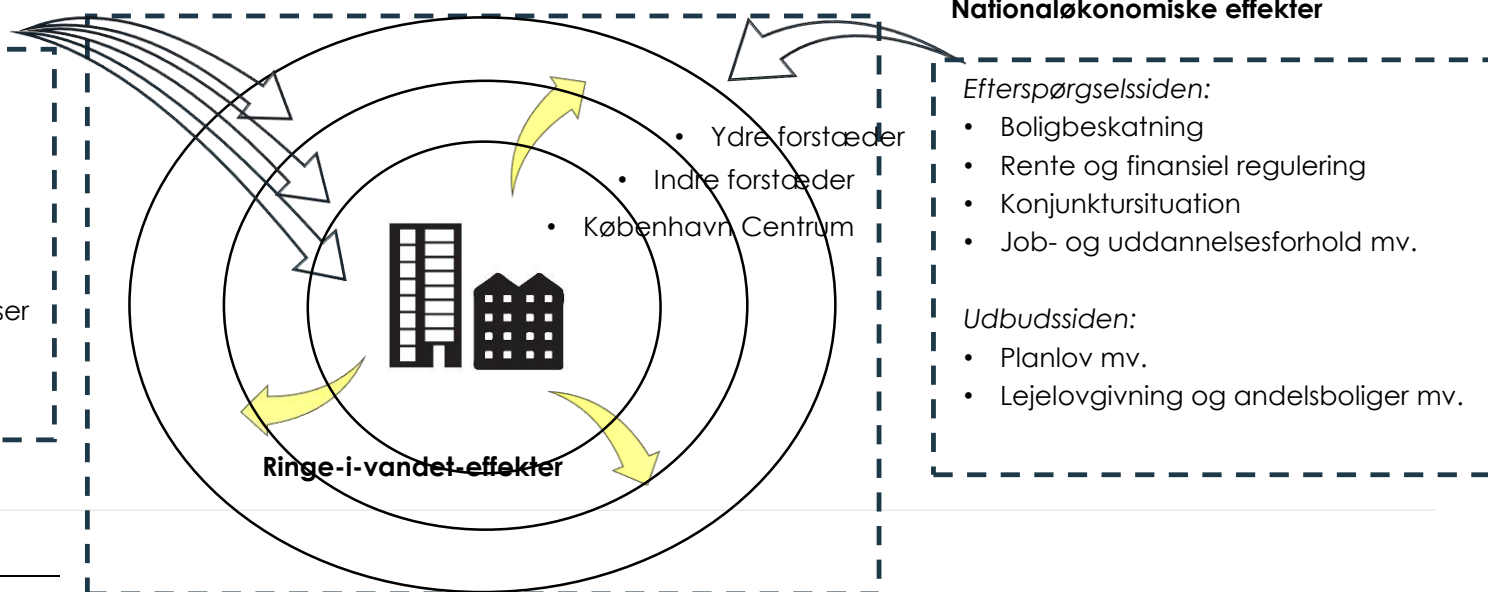 Nationaløkonomiske effekter
Efterspørgselssiden:
• Boligbeskatning
• Rente og finansiel regulering
• Konjunktursituation
• Job- og uddannelsesforhold mv.
Udbudssiden:
• Planlov mv.
• Lejelovgivning og andelsboliger mv.
• Ydre forstæder
• Indre forstæder
• København Centrum
Ringe-i-vandet-effekter